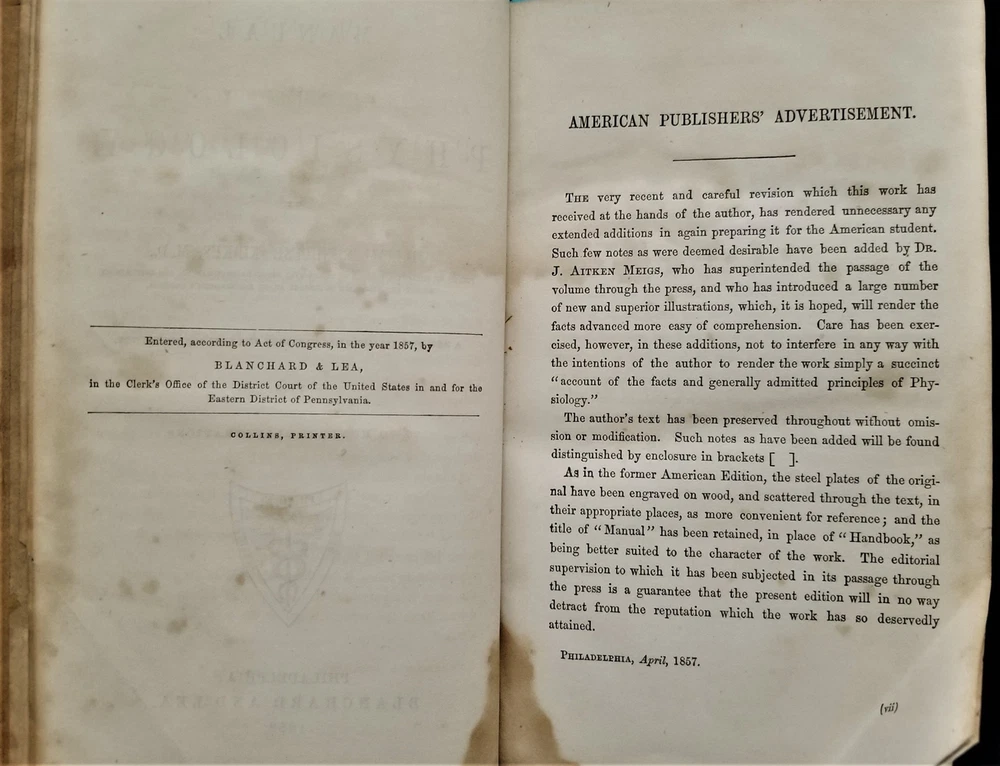 Entered, according to Act of Congress, in the year 1857, by
BLANCHARD & LEA,
in the Clerk's Office of the District Court of the United States in and for the
Eastern District of Pennsylvania.
COLLINS, PRINTER.
AMERICAN PUBLISHERS' ADVERTISEMENT.
THE very recent and careful revision which this work has
received at the hands of the author, has rendered unnecessary any
extended additions in again preparing it for the American student.
Such few notes as were deemed desirable have been added by DR.
J. AITKEN MEIGS, who has superintended the passage of the
volume through the press, and who has introduced a large number
of new and superior illustrations, which, it is hoped, will render the
facts advanced more easy of comprehension. Care has been exer-
cised, however, in these additions, not to interfere in any way with
the intentions of the author to render the work simply a succinct
"account of the facts and generally admitted principles of Phy-
siology."
The author's text has been preserved throughout without omis-
sion or modification. Such notes as have been added will be found
distinguished by enclosure in brackets [ ].
As in the former American Edition, the steel plates of the origi-
nal have been engraved on wood, and scattered through the text, in
their appropriate places, as more convenient for reference; and the
title of "Manual" has been retained, in place of "Handbook," as
being better suited to the character of the work. The editorial
supervision to which it has been subjected in its passage through
the press is a guarantee that the present edition will in no way
detract from the reputation which the work has so deservedly
attained.
PHILADELPHIA, April, 1857.
(vii)